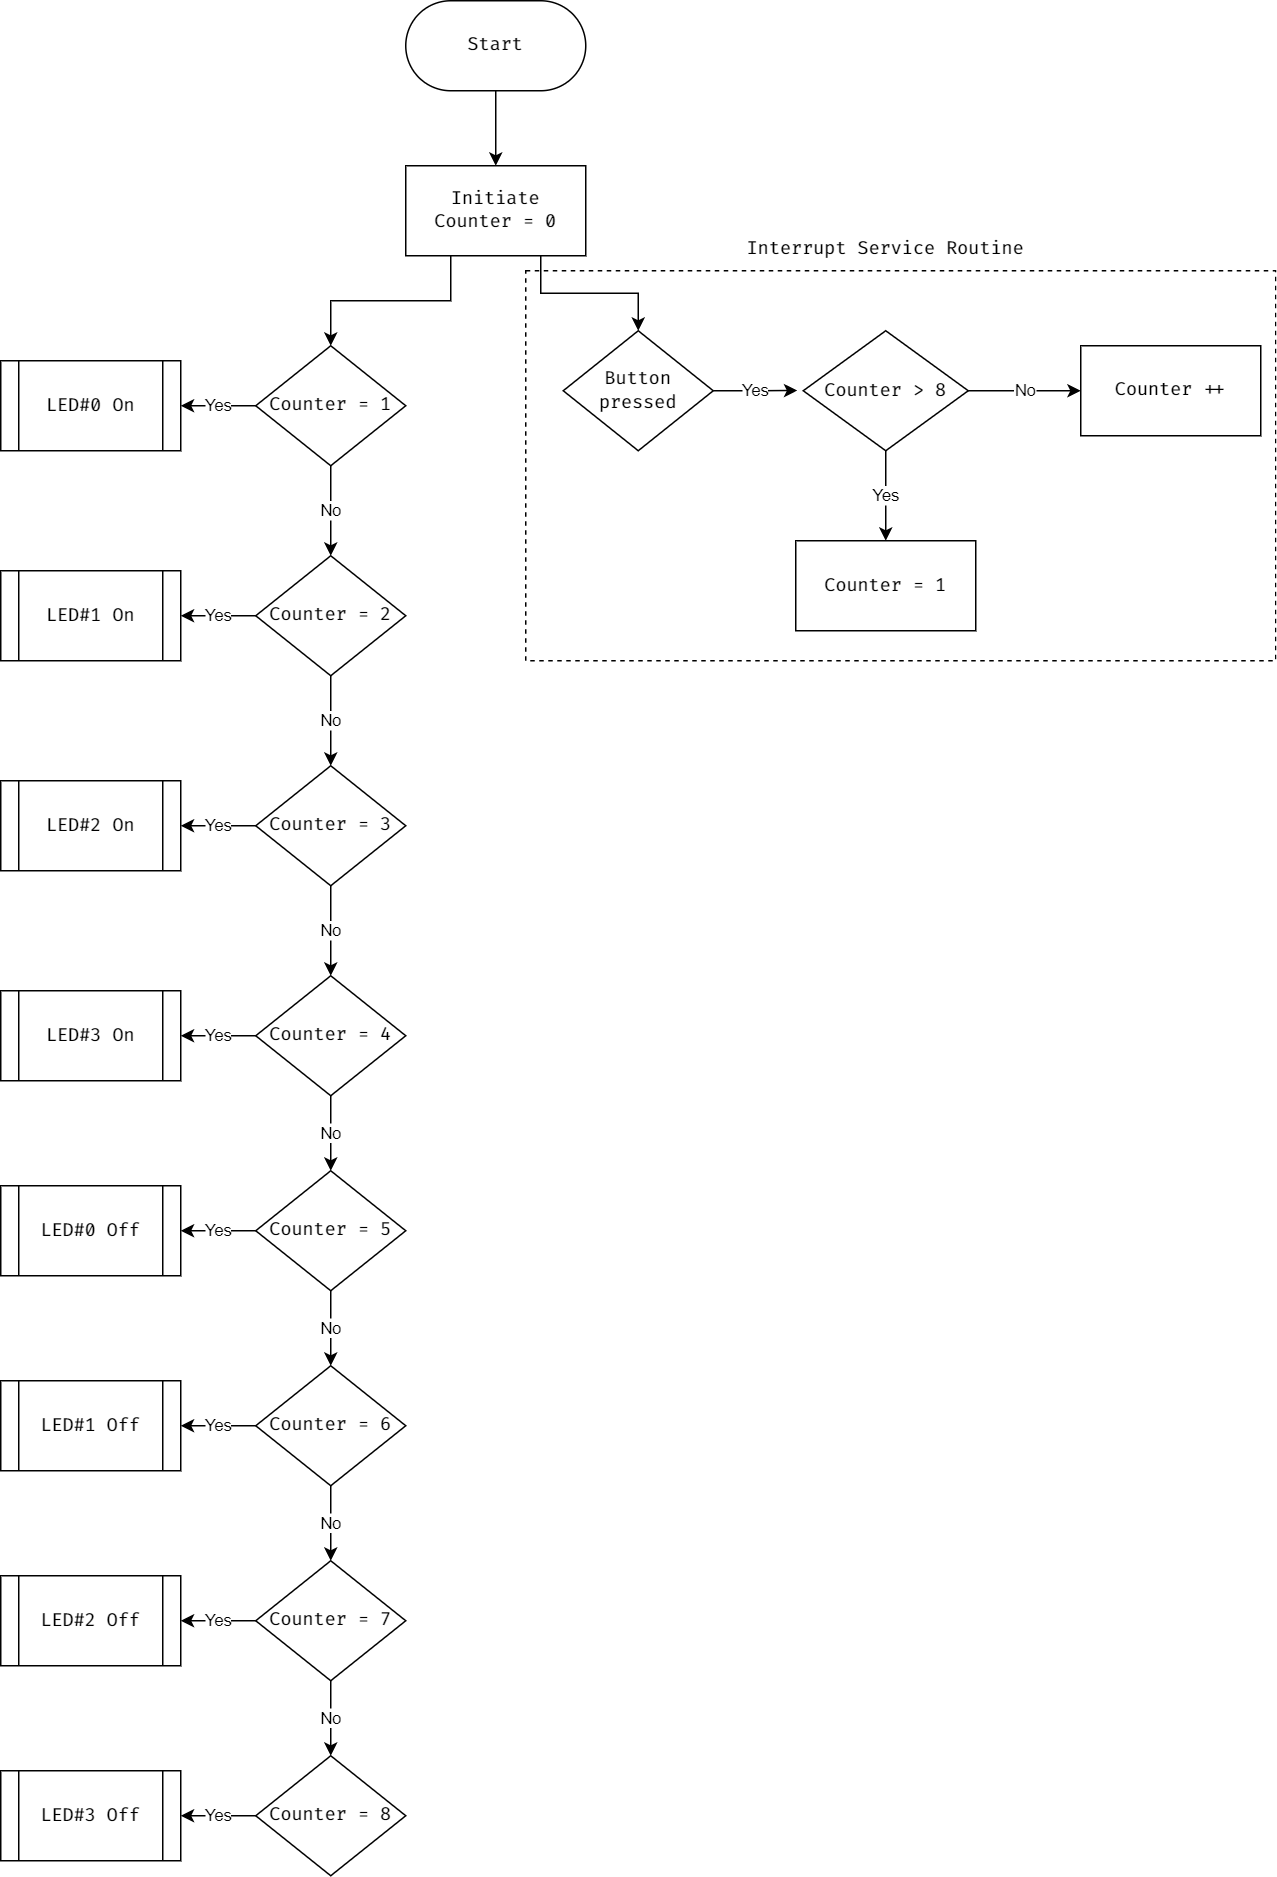 Start
Initiate
Counter = 0
Interrupt Service Routine
Button
pressed
Yes
Counter > 8
No
Counter ++
Yes
Counter = 1
LED#0 On
Yes
Counter = 1
No
LED#1 On
Yes
Counter = 2
No
LED#2 On
Yes
Counter = 3
No
LED#3 On
Yes
Counter = 4
No
LED#0 Off
Yes
Counter = 5
No
LED#1 Off
Yes
Counter = 6
No
LED#2 Off
Yes
Counter = 7
No
LED#3 Off
Yes
Counter = 8